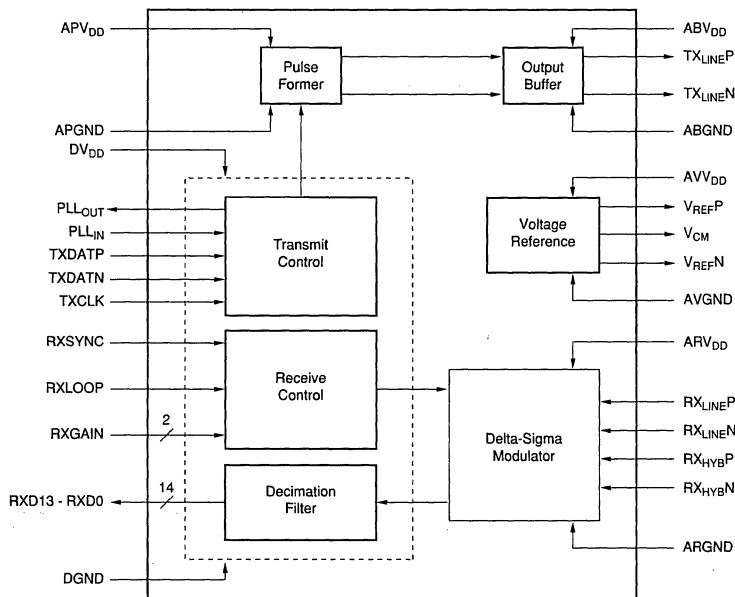 APVDD
APGND
DVDD
PLLOUT
PLLIN
TXDATP
TXDATN
TXCLK
RXSYNC
RXLOOP
RXGAIN
2
RXD13 - RXD0
14
DGND
Pulse
Former
Output
Buffer
Transmit
Control
Receive
Control
Decimation
Filter
Voltage
Reference
Delta-Sigma
Modulator
ABVDD
TXLINEP
TXLINEN
ABGND
AVVDD
VREFP
VCM
VREFN
AVGND
ARVDD
RXLINEP
RXLINEN
RXHYBP
RXHYBN
ARGND